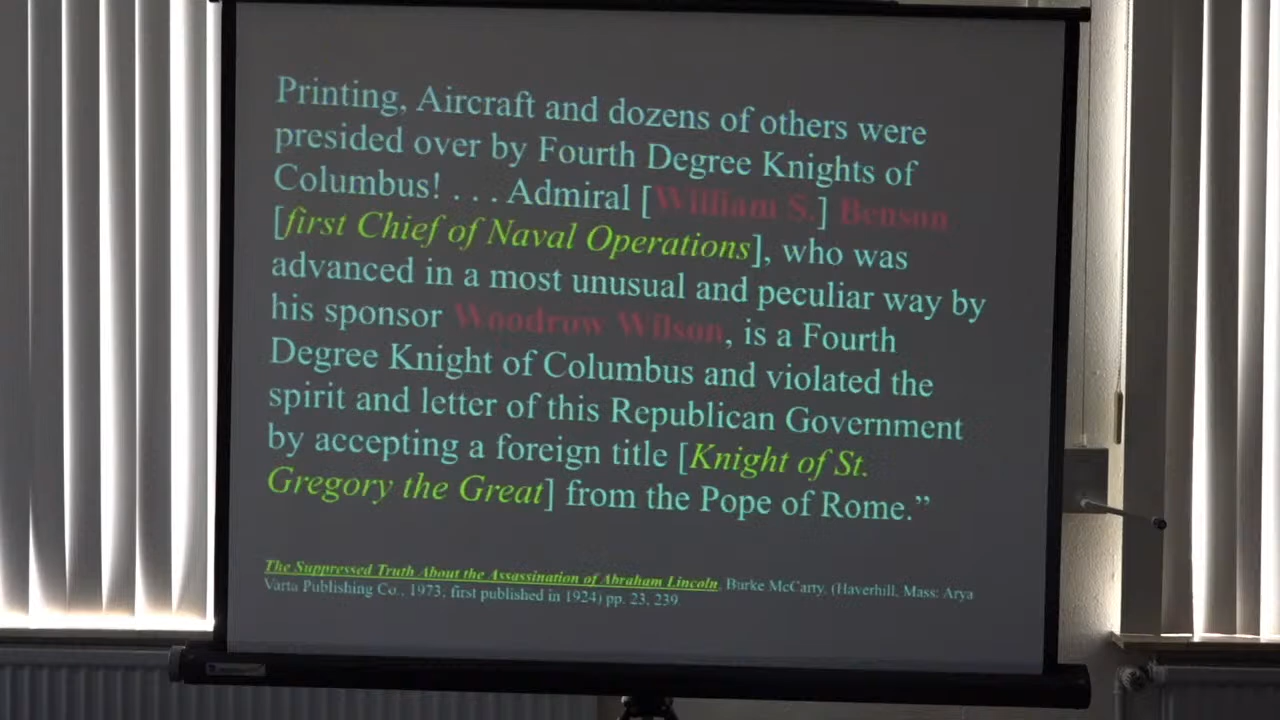 Printing, Aircraft and dozens of others were
presided over by Fourth Degree Knights of
Columbus! . . . Admiral [William S.] Benson
[first Chief of Naval Operations], who was
advanced in a most unusual and peculiar way by
his sponsor Woodrow Wilson, is a Fourth
Degree Knight of Columbus and violated the
spirit and letter of this Republican Government
by accepting a foreign title [Knight of St.
Gregory the Great] from the Pope of Rome.”
The Suppressed Truth About the Assassination of Abraham Lincoln, Burke McCarty, (Haverhill, Mass: Arya
Varta Publishing Co., 1973; first published in 1924) pp. 23, 239.